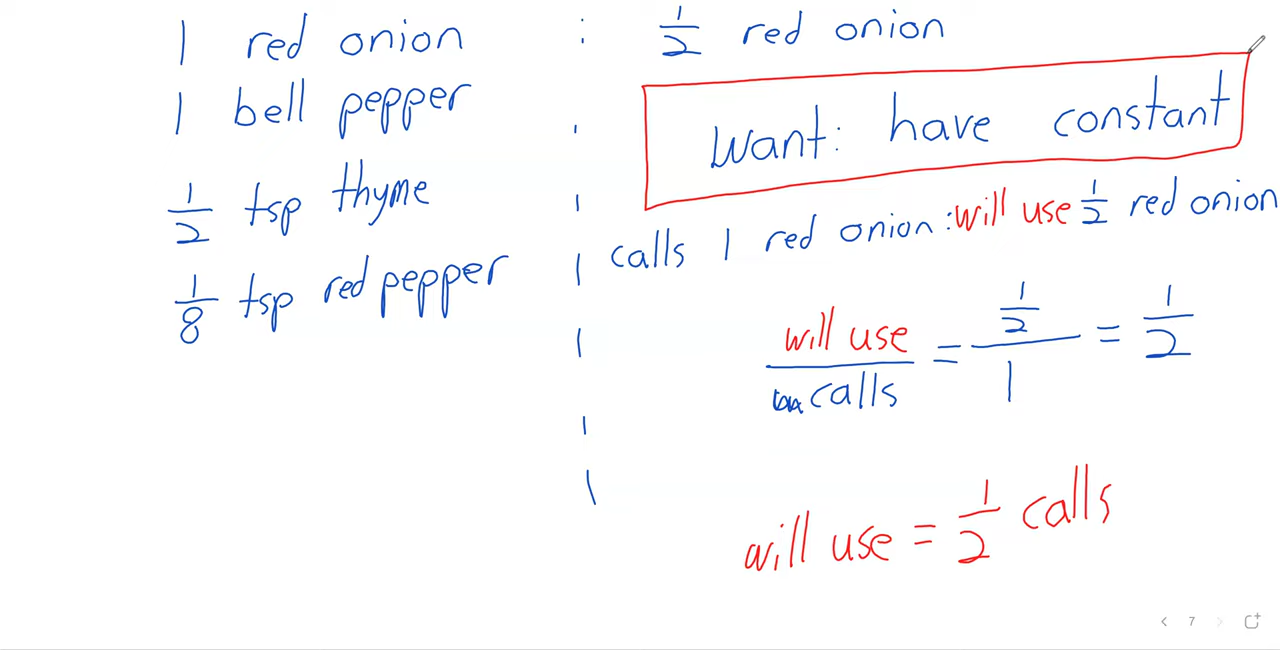 1 red onion : 1/2 red onion
1 bell pepper
want: have constant
1/2 tsp thyme
calls 1 red onion: will use 1/2 red onion
1/8 tsp red pepper
will use / calls = 1/2 / 1 = 1/2
will use = 1/2 calls
7